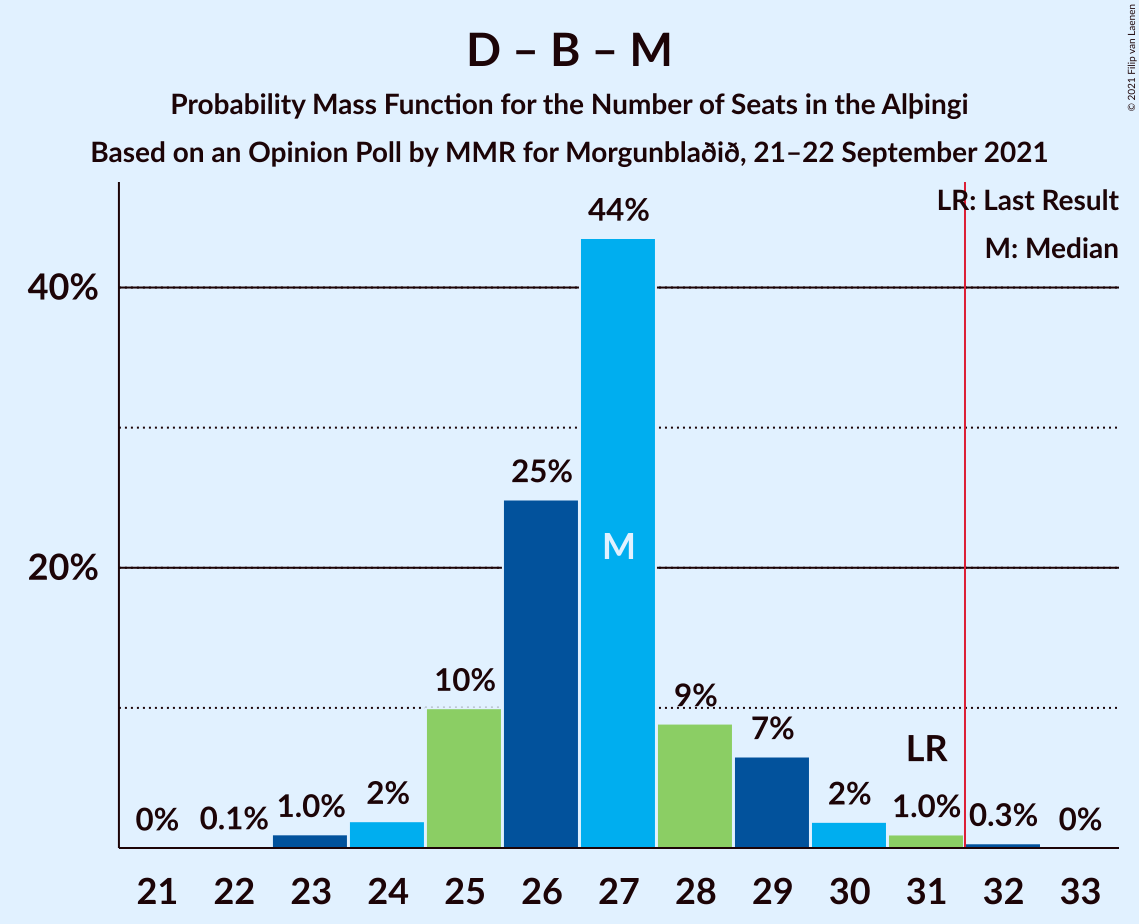 D – B – M
Probability Mass Function for the Number of Seats in the Alþingi
Based on an Opinion Poll by MMR for Morgunblaðið, 21–22 September 2021
© 2021 Filip van Laenen
LR: Last Result
M: Median
40%
20%
0%
0.1%
1.0%
2%
10%
25%
44%
M
9%
7%
2%
LR
1.0%
0.3%
0%
21 22 23 24 25 26 27 28 29 30 31 32 33